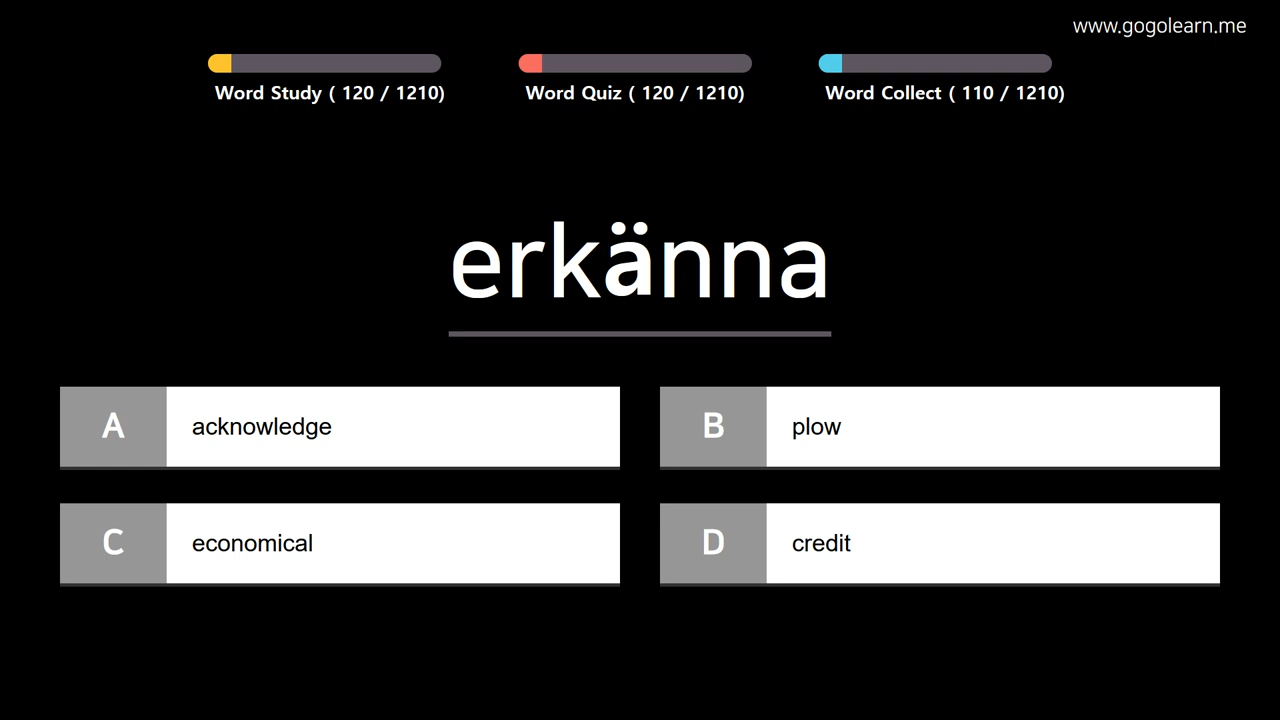 www.gogolearn.me
Word Study ( 120 / 1210)
Word Quiz ( 120 / 1210)
Word Collect ( 110 / 1210)
erkänna
A acknowledge
B plow
C economical
D credit